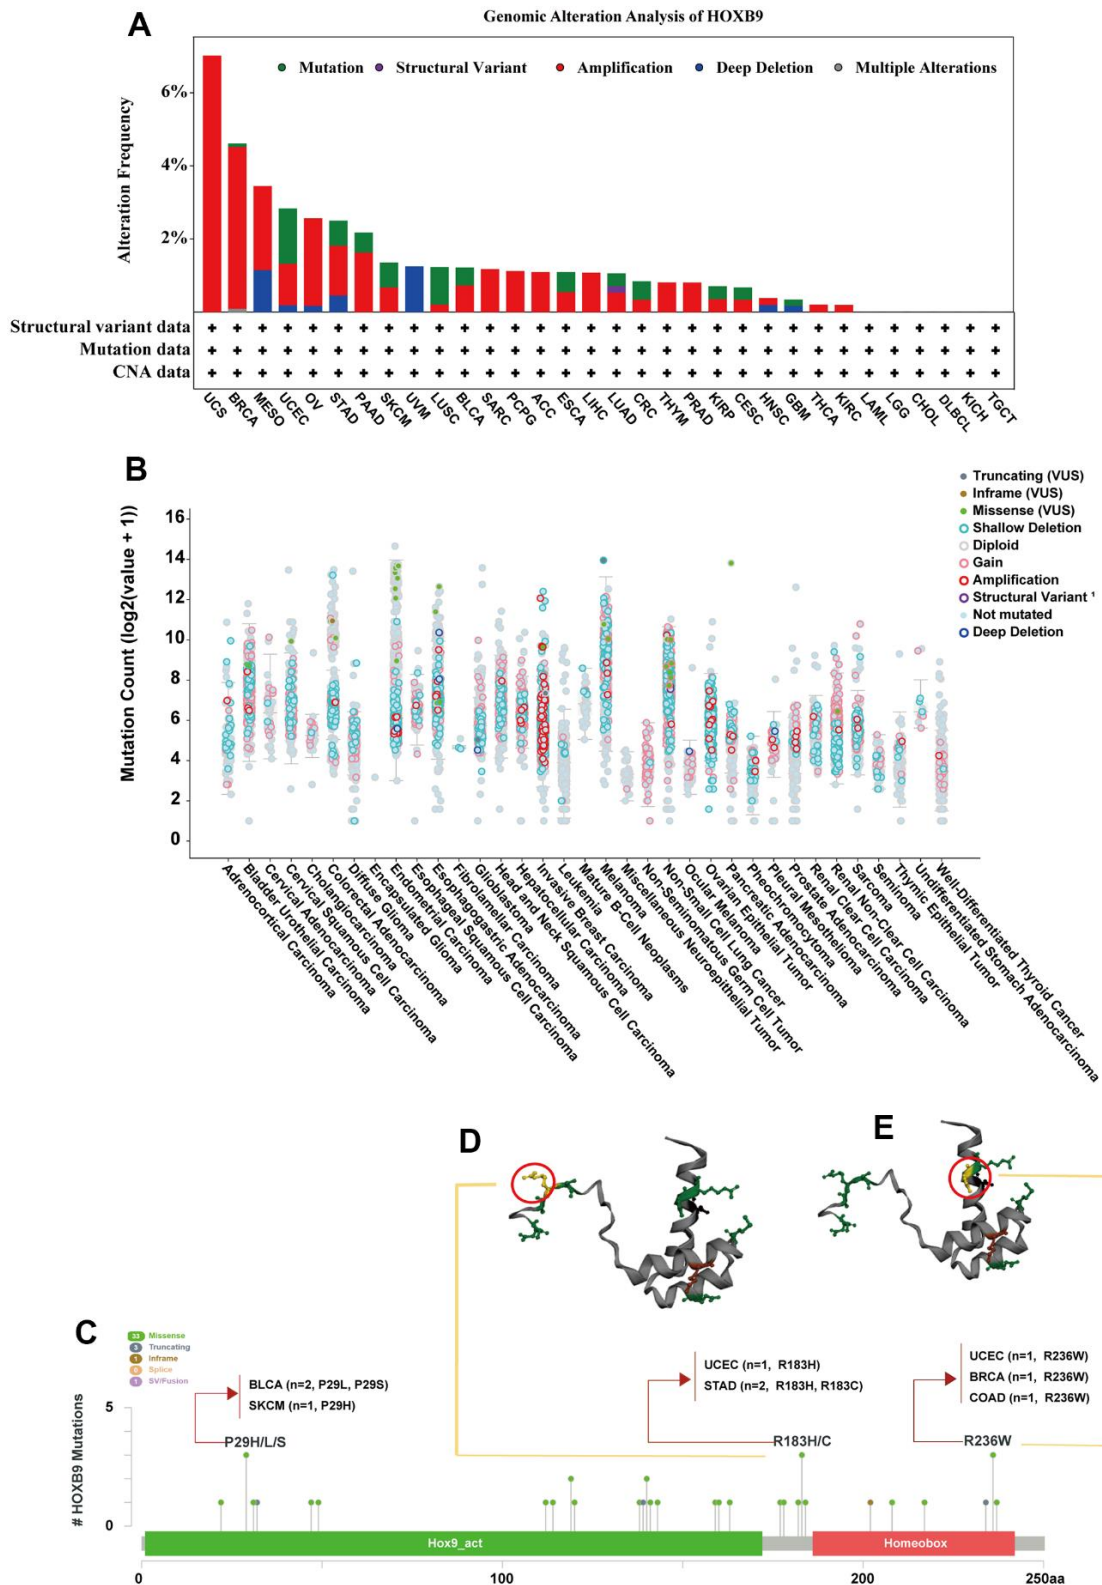 A
Genomic Alteration Analysis of HOXB9
Mutation Structural Variant Amplification Deep Deletion Multiple Alterations
Alteration Frequency
6%
4%
2%
Structural variant data
Mutation data
CNA data
UCS BRCA MESO UCEC OV STAD PAAD SKCM UVM LUSC BLCA SARC PCPG ACC ESCA LIHC LUAD CRC THYM PRAD KIRP CESC HNSC GBM THCA KIRC LAML LGG CHOL DLBCL KICH TGCT
B
Mutation Count (log2(value + 1))
16
14
12
10
8
6
4
2
0
Truncating (VUS)
Inframe (VUS)
Missense (VUS)
Shallow Deletion
Diploid
Gain
Amplification
Structural Variant ¹
Not mutated
Deep Deletion
Adrenocortical Carcinoma
Bladder Urothelial Carcinoma
Cervical Adenocarcinoma
Cervical Squamous Cell Carcinoma
Cholangiocarcinoma
Colorectal Adenocarcinoma
Diffuse Glioma
Encapsulated Glioma
Endometrial Carcinoma
Esophageal Squamous Cell Carcinoma
Esophagogastric Adenocarcinoma
Fibrolamellar Carcinoma
Glioblastoma
Head and Neck Squamous Cell Carcinoma
Hepatocellular Carcinoma
Invasive Breast Carcinoma
Leukemia
Mature B-Cell Neoplasms
Melanoma
Miscellaneous Neuroepithelial Tumor
Non-Seminomatous Germ Cell Tumor
Non-Small Cell Lung Cancer
Ocular Melanoma
Ovarian Epithelial Tumor
Pancreatic Adenocarcinoma
Pheochromocytoma
Pleural Mesothelioma
Prostate Adenocarcinoma
Renal Clear Cell Carcinoma
Renal Non-Clear Cell Carcinoma
Sarcoma
Seminoma
Thymic Epithelial Tumor
Undifferentiated Stomach Adenocarcinoma
Well-Differentiated Thyroid Cancer
D
E
C
33 Missense
3 Truncating
1 Inframe
0 Splice
1 SV/Fusion
BLCA (n=2, P29L, P29S)
SKCM (n=1, P29H)
UCEC (n=1, R183H)
STAD (n=2, R183H, R183C)
UCEC (n=1, R236W)
BRCA (n=1, R236W)
COAD (n=1, R236W)
P29H/L/S
R183H/C
R236W
# HOXB9 Mutations
5
0
Hox9_act
Homeobox
0 100 200 250aa